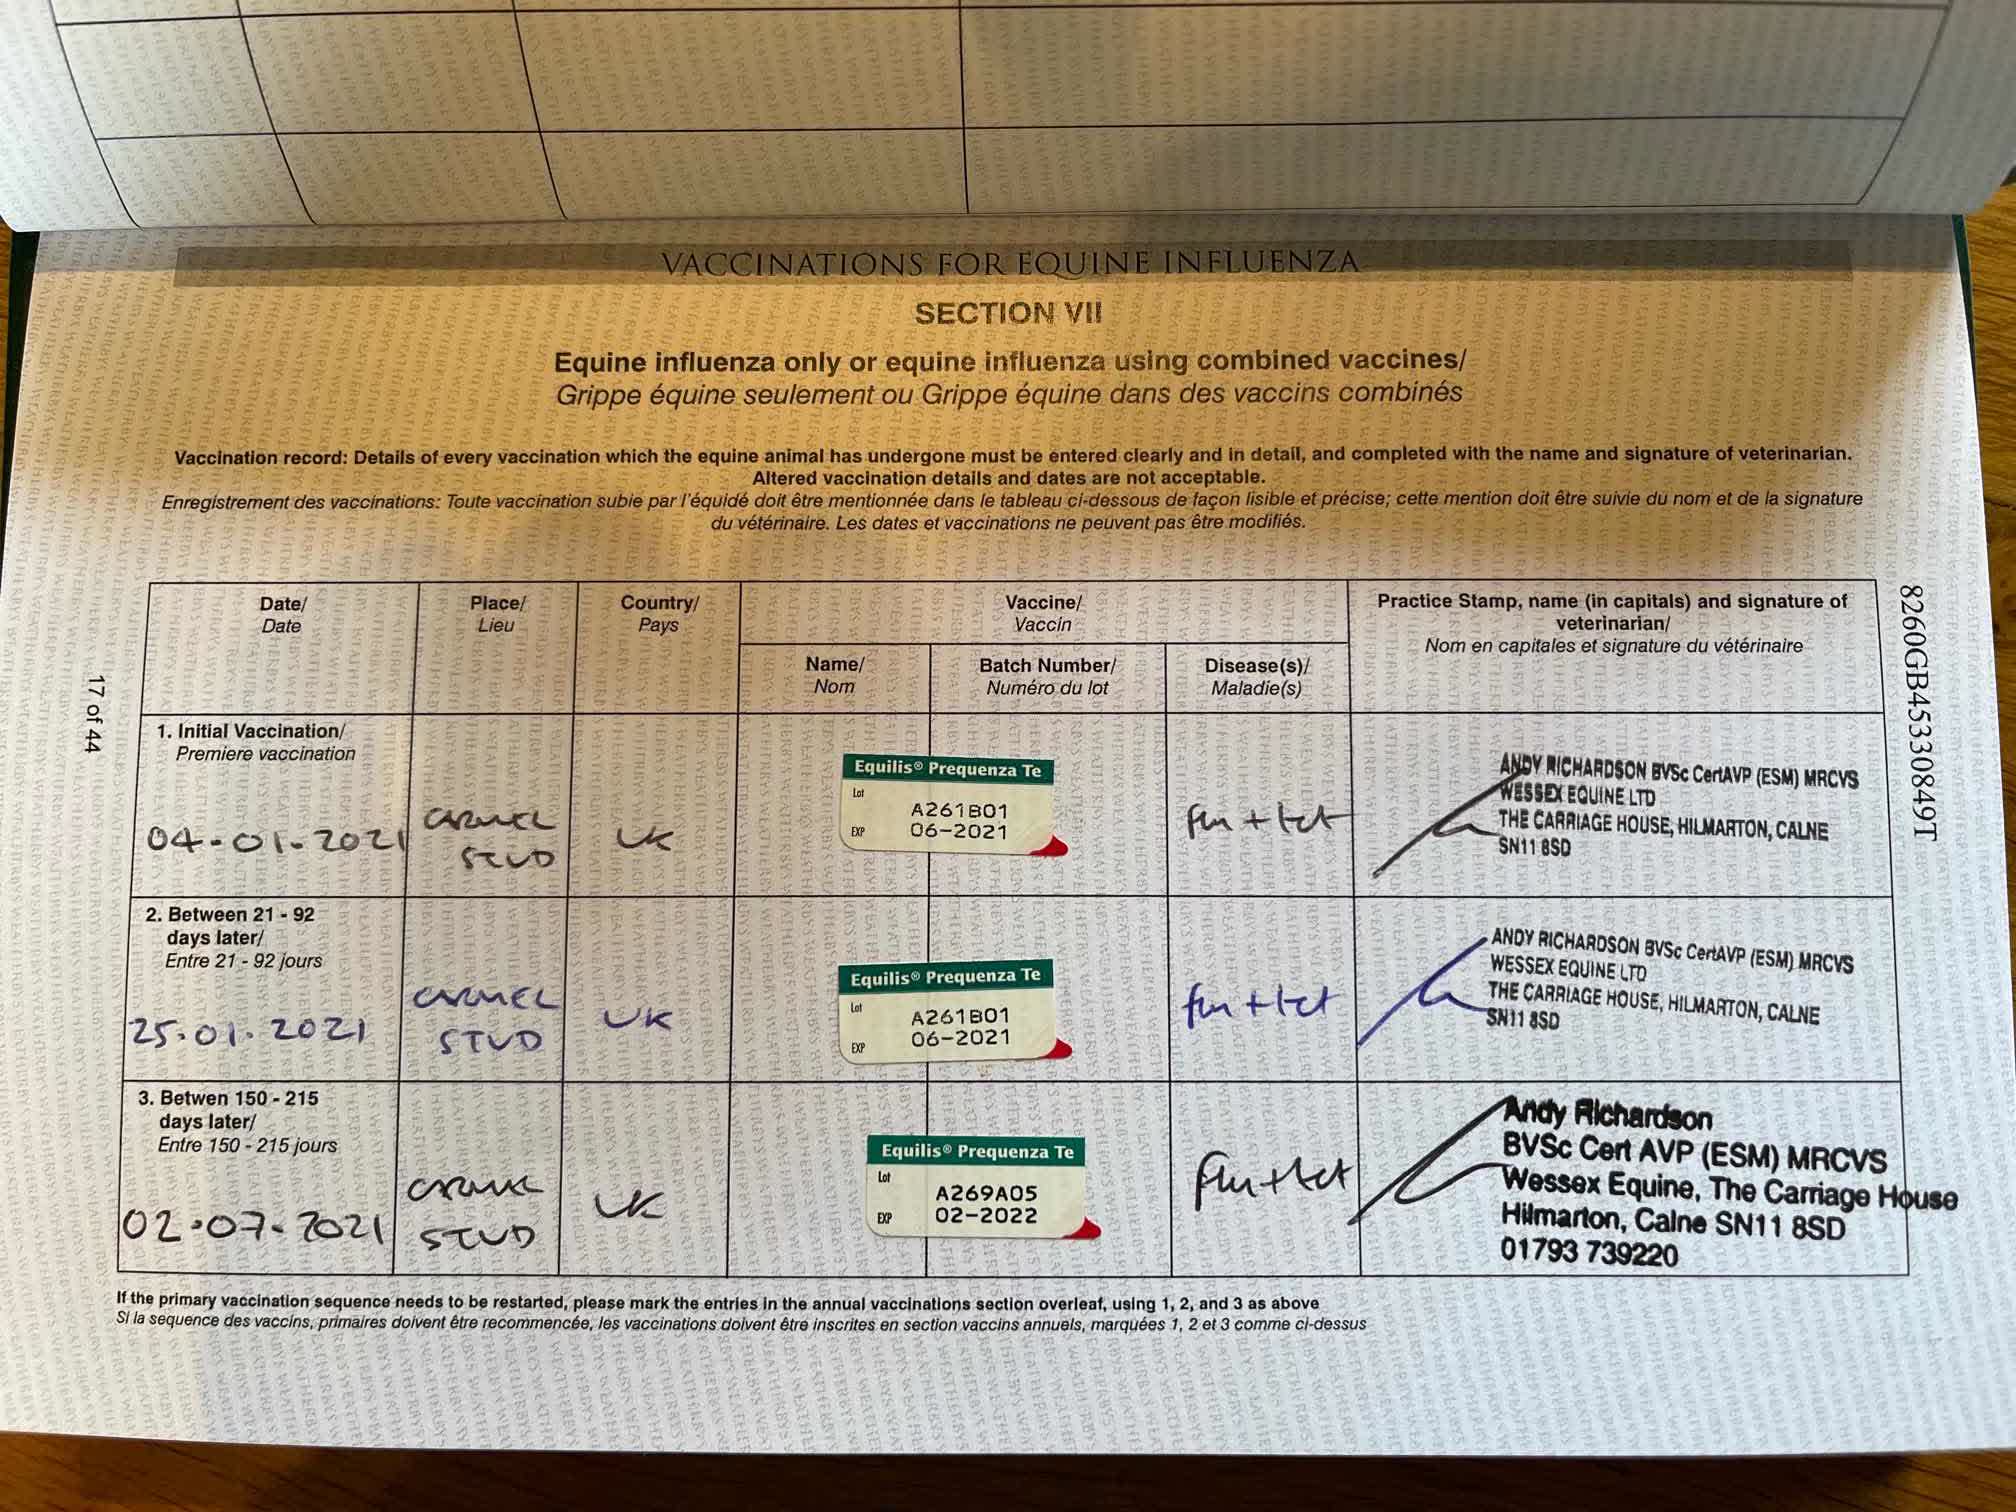 VACCINATIONS FOR EQUINE INFLUENZA
SECTION VII
Equine influenza only or equine influenza using combined vaccines/
Grippe équine seulement ou Grippe équine dans des vaccins combinés
Vaccination record: Details of every vaccination which the equine animal has undergone must be entered clearly and in detail, and completed with the name and signature of veterinarian.
Altered vaccination details and dates are not acceptable.
Enregistrement des vaccinations: Toute vaccination subie par l'équidé doit être mentionnée dans le tableau ci-dessous de façon lisible et précise; cette mention doit être suivie du nom et de la signature
du vétérinaire. Les dates et vaccinations ne peuvent pas être modifiés.
Date/
Date
Place/
Lieu
Country/
Pays
Vaccine/
Vaccin
Name/
Nom
Batch Number/
Numéro du lot
Disease(s)/
Maladie(s)
Practice Stamp, name (in capitals) and signature of
veterinarian/
Nom en capitales et signature du vétérinaire
1. Initial Vaccination/
Premiere vaccination
04-01-2021
CARMEL
STUD
UK
Equilis® Prequenza Te
Lot
A261B01
EXP 06-2021
flu + tet
ANDY RICHARDSON BVSc CertAVP (ESM) MRCVS
WESSEX EQUINE LTD
THE CARRIAGE HOUSE, HILMARTON, CALNE
SN11 8SD
2. Between 21 - 92
days later/
Entre 21 - 92 jours
25.01.2021
CARMEL
STUD
UK
Equilis® Prequenza Te
Lot
A261B01
06-2021
EXP
flu + tet
ANDY RICHARDSON BVSc CertAVP (ESM) MRCVS
WESSEX EQUINE LTD
THE CARRIAGE HOUSE, HILMARTON, CALNE
SN11 8SD
3. Betwen 150 - 215
days later/
Entre 150 - 215 jours
02-07-2021
CARMEL
STUD
UK
Equilis® Prequenza Te
Lot
A269A05
EXP 02-2022
flu + tet
Andy Richardson
BVSc Cert AVP (ESM) MRCVS
Wessex Equine, The Carriage House
Hilmarton, Calne SN11 8SD
01793 739220
If the primary vaccination sequence needs to be restarted, please mark the entries in the annual vaccinations section overleaf, using 1, 2, and 3 as above
Si la sequence des vaccins, primaires doivent être recommencée, les vaccinations doivent être inscrites en section vaccins annuels, marquées 1, 2 et 3 comme ci-dessus
17 of 44
8260GB45330849T